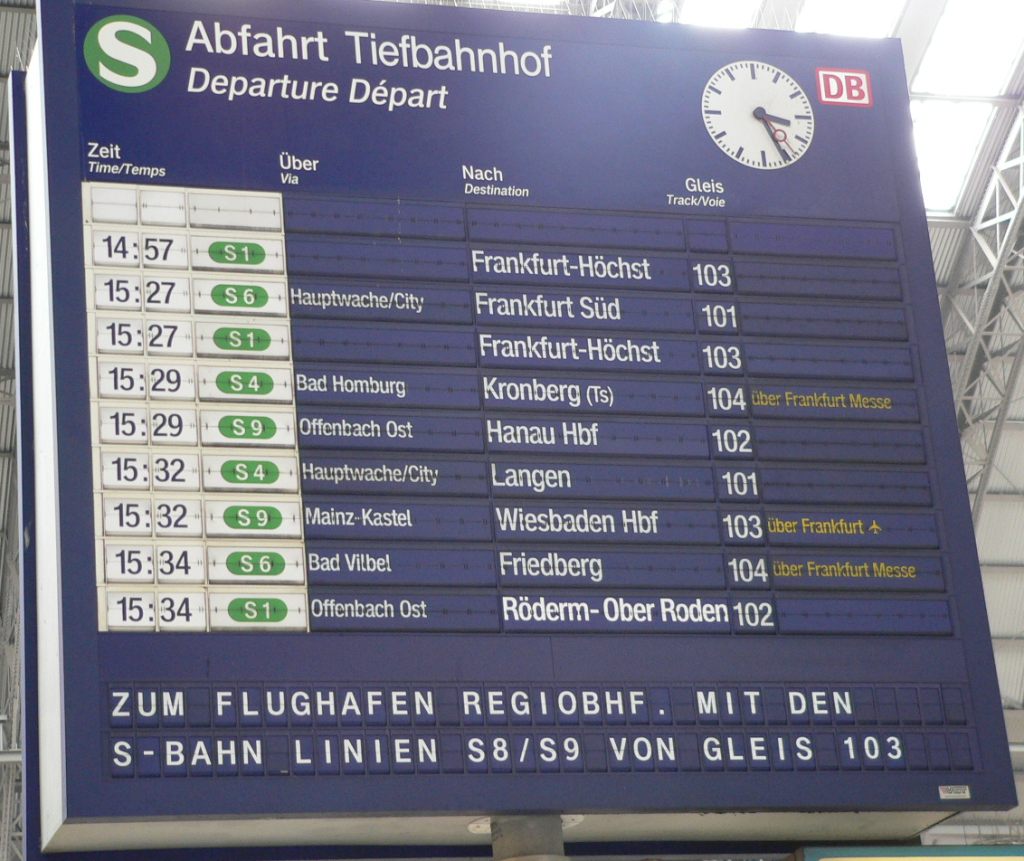 S Abfahrt Tiefbahnhof DB
Departure Départ
Zeit Über Nach Gleis
Time/Temps Via Destination Track/Voie
14:57 S1 Frankfurt-Höchst 103
15:27 S6 Hauptwache/City Frankfurt Süd 101
15:27 S1 Frankfurt-Höchst 103
15:29 S4 Bad Homburg Kronberg (Ts) 104 über Frankfurt Messe
15:29 S9 Offenbach Ost Hanau Hbf 102
15:32 S4 Hauptwache/City Langen 101
15:32 S9 Mainz-Kastel Wiesbaden Hbf 103 über Frankfurt
15:34 S6 Bad Vilbel Friedberg 104 über Frankfurt Messe
15:34 S1 Offenbach Ost Röderm-Ober Roden 102
ZUM FLUGHAFEN REGIOBHF. MIT DEN
S-BAHN LINIEN S8/S9 VON GLEIS 103